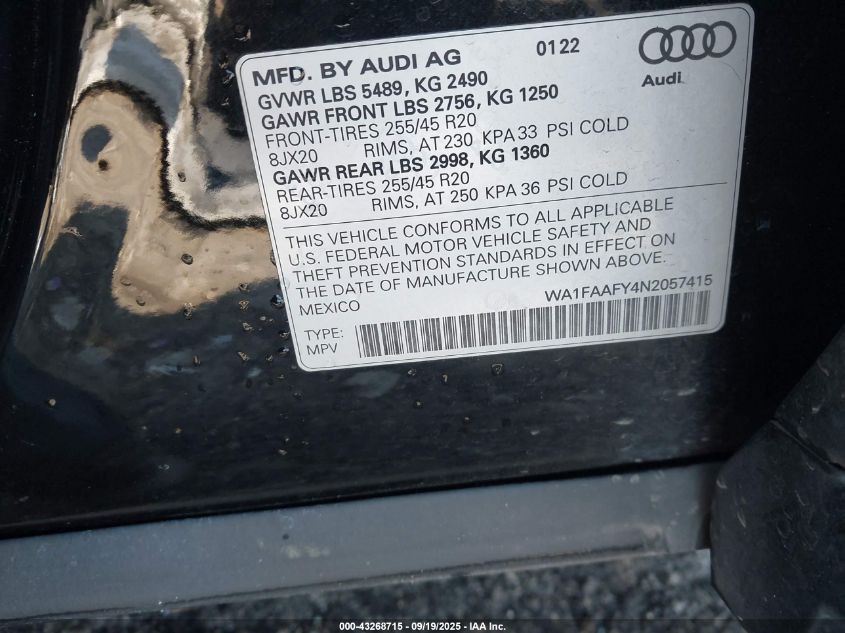 MFD. BY AUDI AG 0122
GVWR LBS 5489, KG 2490
GAWR FRONT LBS 2756, KG 1250
FRONT-TIRES 255/45 R20
8JX20 RIMS, AT 230 KPA 33 PSI COLD
GAWR REAR LBS 2998, KG 1360
REAR-TIRES 255/45 R20
8JX20 RIMS, AT 250 KPA 36 PSI COLD
Audi
THIS VEHICLE CONFORMS TO ALL APPLICABLE
U.S. FEDERAL MOTOR VEHICLE SAFETY AND
THEFT PREVENTION STANDARDS IN EFFECT ON
THE DATE OF MANUFACTURE SHOWN ABOVE.
MEXICO WA1FAAFY4N2057415
TYPE:
MPV
000-43268715 - 09/19/2025 - IAA Inc.